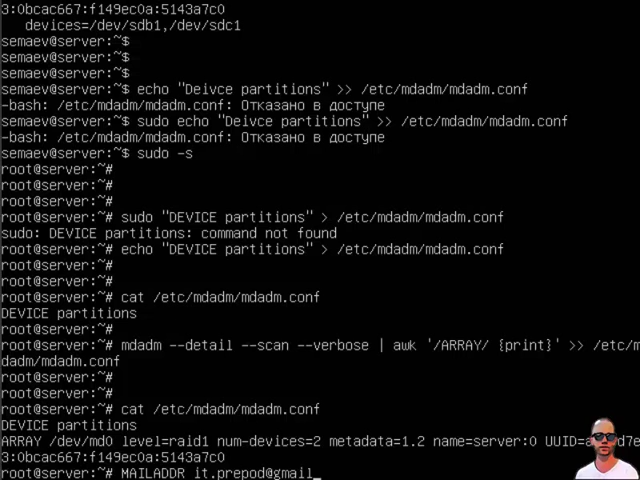 3:0bcac667:f149ec0a:5143a7c0
devices=/dev/sdb1,/dev/sdc1
semaev@server:~$
semaev@server:~$
semaev@server:~$
semaev@server:~$ echo "Deivce partitions" >> /etc/mdadm/mdadm.conf
-bash: /etc/mdadm/mdadm.conf: Отказано в доступе
semaev@server:~$ sudo echo "Deivce partitions" >> /etc/mdadm/mdadm.conf
-bash: /etc/mdadm/mdadm.conf: Отказано в доступе
semaev@server:~$ sudo -s
root@server:~#
root@server:~#
root@server:~#
root@server:~# sudo "DEVICE partitions" > /etc/mdadm/mdadm.conf
sudo: DEVICE partitions: command not found
root@server:~# echo "DEVICE partitions" > /etc/mdadm/mdadm.conf
root@server:~#
root@server:~#
root@server:~# cat /etc/mdadm/mdadm.conf
DEVICE partitions
root@server:~#
root@server:~# mdadm --detail --scan --verbose | awk '/ARRAY/ {print}' >> /etc/m
dadm/mdadm.conf
root@server:~#
root@server:~#
root@server:~# cat /etc/mdadm/mdadm.conf
DEVICE partitions
ARRAY /dev/md0 level=raid1 num-devices=2 metadata=1.2 name=server:0
3:0bcac667:f149ec0a:5143a7c0
root@server:~# MAILADDR it.prepod@gmail